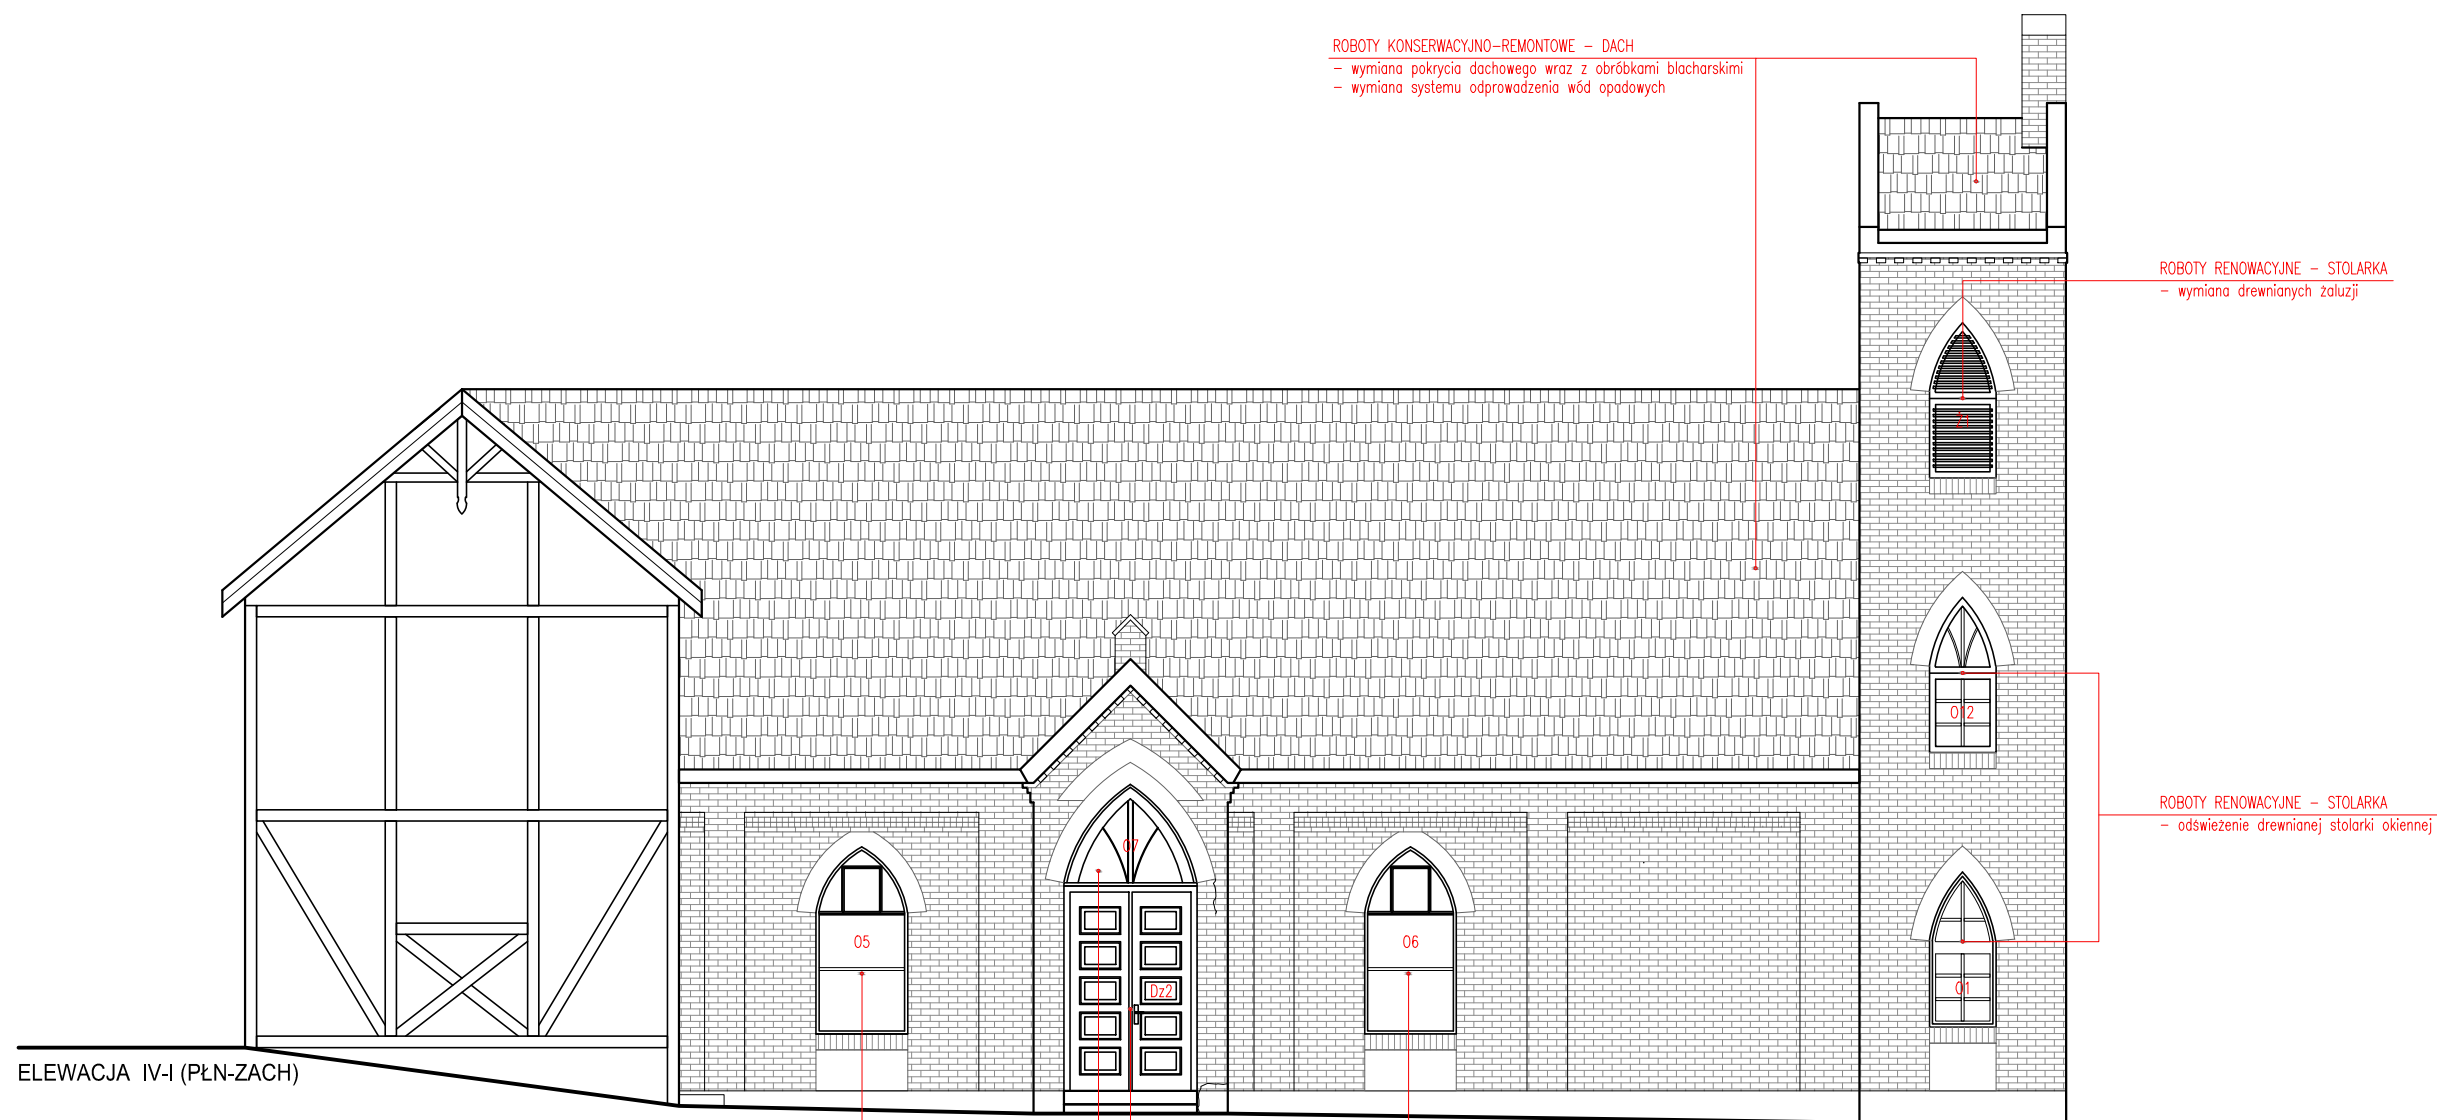 ROBOTY KONSERWACYJNO-REMONTOWE - DACH
- wymiana pokrycia dachowego wraz z obróbkami blacharskimi
- wymiana systemu odprowadzenia wód opadowych
ROBOTY RENOWACYJNE - STOLARKA
- wymiana drewnianych żaluzji
O12
ROBOTY RENOWACYJNE - STOLARKA
- odświeżenie drewnianej stolarki okiennej
O7
O5
O6
Dz2
O1
ELEWACJA IV-I (PŁN-ZACH)